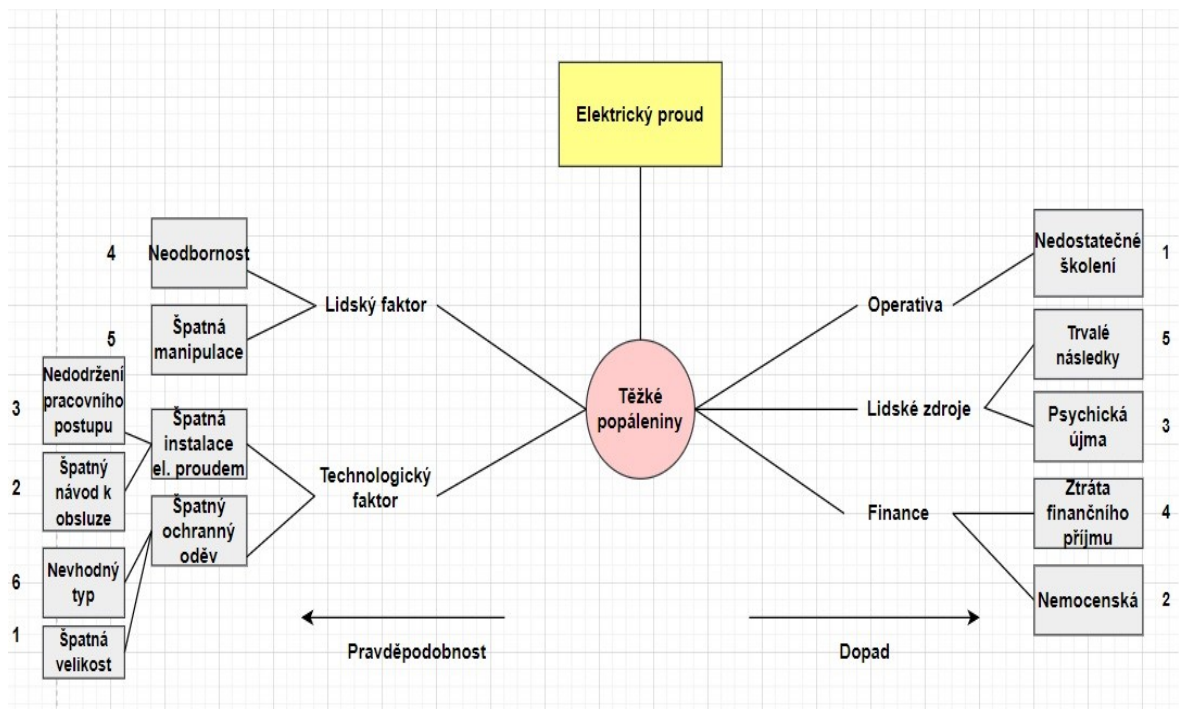 Elektrický proud
4
Neodbornost
Lidský faktor
5
Špatná
manipulace
3
Nedodržení
pracovního
postupu
Špatná
instalace
el. proudem
2
Špatný
návod k
obsluze
Technologický
faktor
Špatný
ochranný
oděv
6
Nevhodný
typ
1
Špatná
velikost
Těžké
popáleniny
Operativa
Nedostatečné
školení
1
Lidské zdroje
Trvalé
následky
5
Psychická
újma
3
Finance
Ztráta
finančního
příjmu
4
Nemocenská
2
Pravděpodobnost
Dopad